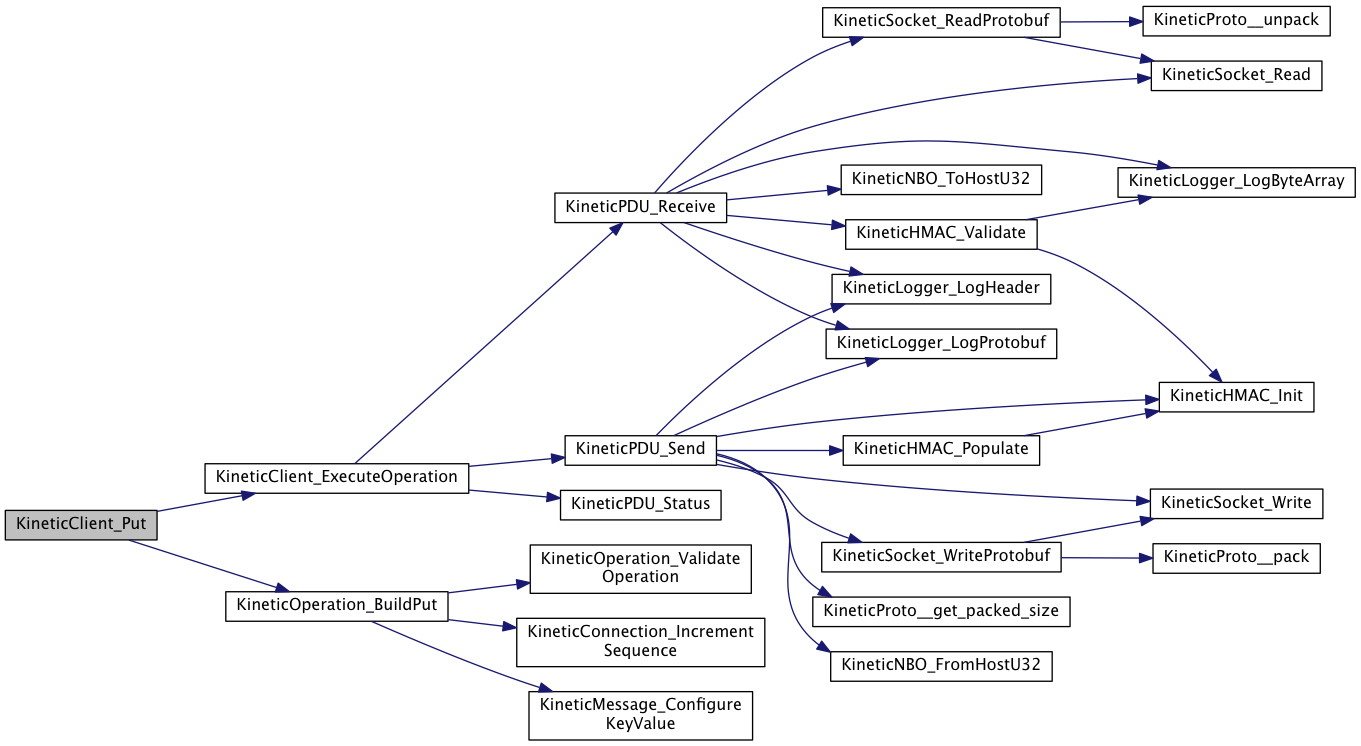 KineticSocket_ReadProtobuf
KineticProto__unpack
KineticSocket_Read
KineticLogger_LogByteArray
KineticNBO_ToHostU32
KineticPDU_Receive
KineticHMAC_Validate
KineticLogger_LogHeader
KineticLogger_LogProtobuf
KineticHMAC_Init
KineticPDU_Send
KineticHMAC_Populate
KineticClient_ExecuteOperation
KineticPDU_Status
KineticSocket_Write
KineticClient_Put
KineticSocket_WriteProtobuf
KineticProto__pack
KineticOperation_Validate
Operation
KineticOperation_BuildPut
KineticProto__get_packed_size
KineticConnection_Increment
Sequence
KineticNBO_FromHostU32
KineticMessage_Configure
KeyValue